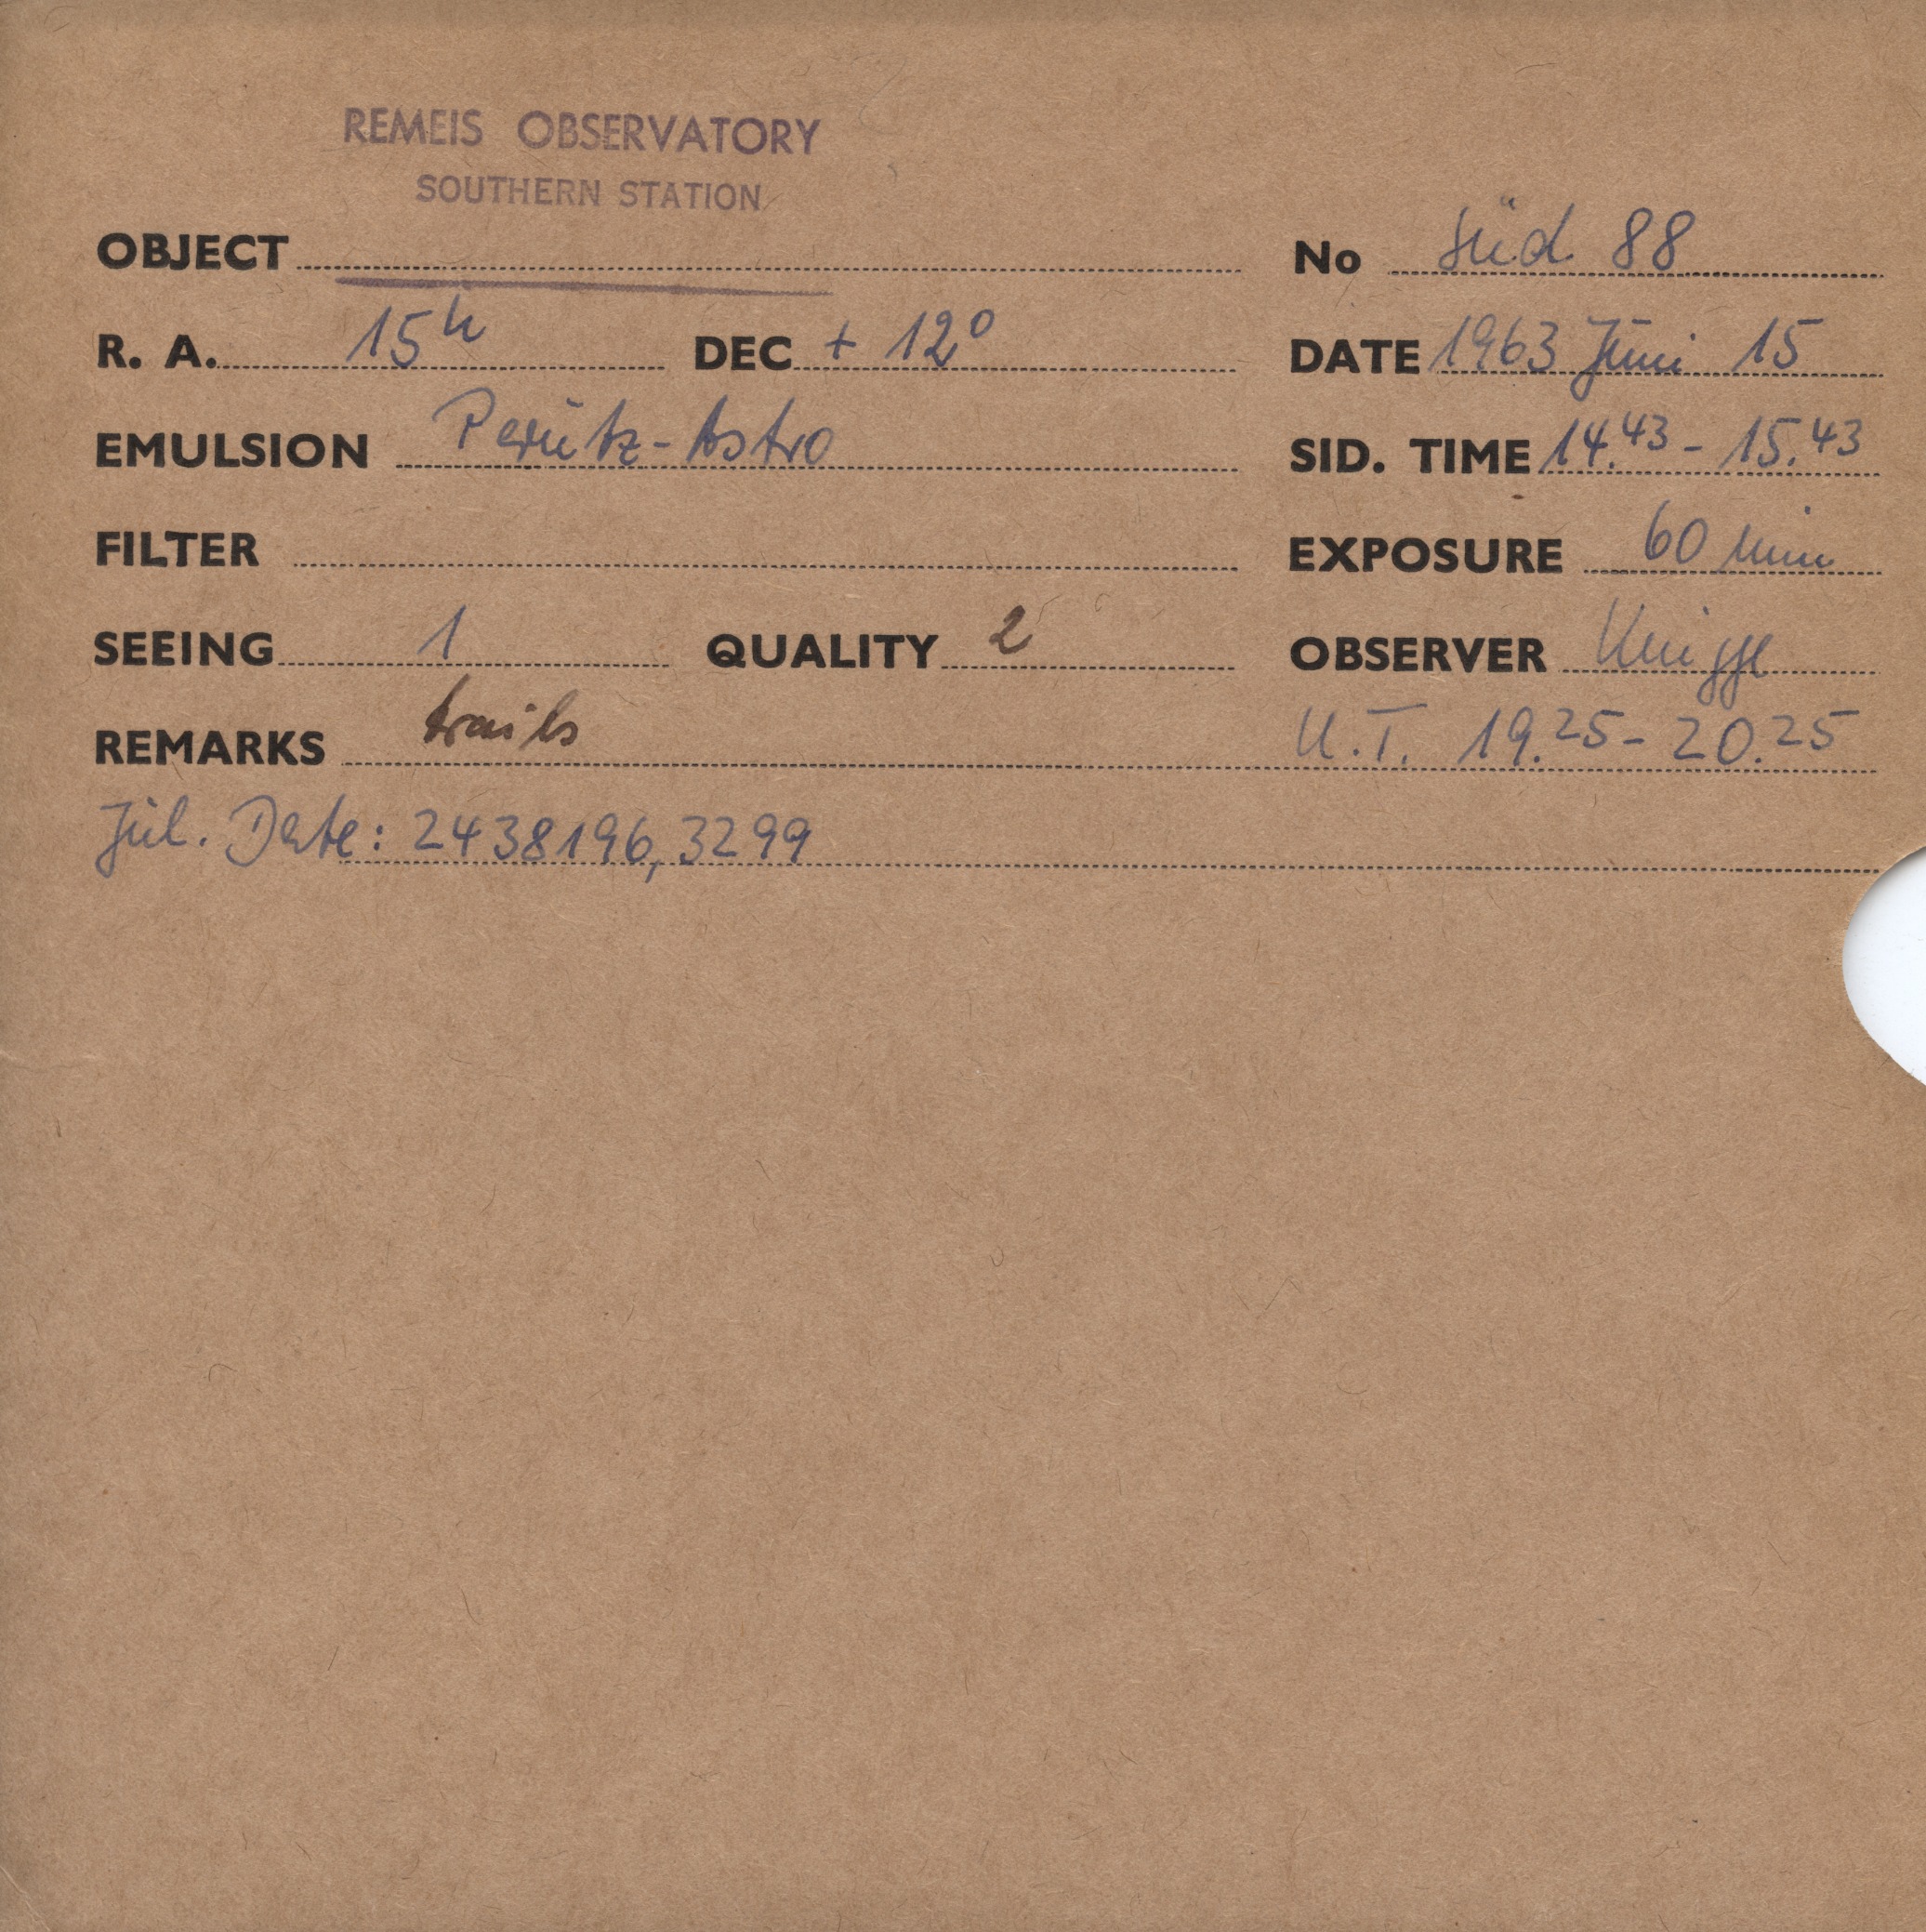 REMEIS OBSERVATORY
SOUTHERN STATION
OBJECT No Süd 88
R. A. 15h DEC + 12° DATE 1963 Juni 15
EMULSION Perutz-Astro SID. TIME 14.43 - 15.43
FILTER EXPOSURE 60 min
SEEING 1 QUALITY 2 OBSERVER Knigge
REMARKS trails U.T. 19.25 - 20.25
Jul. Date: 2438196,3299